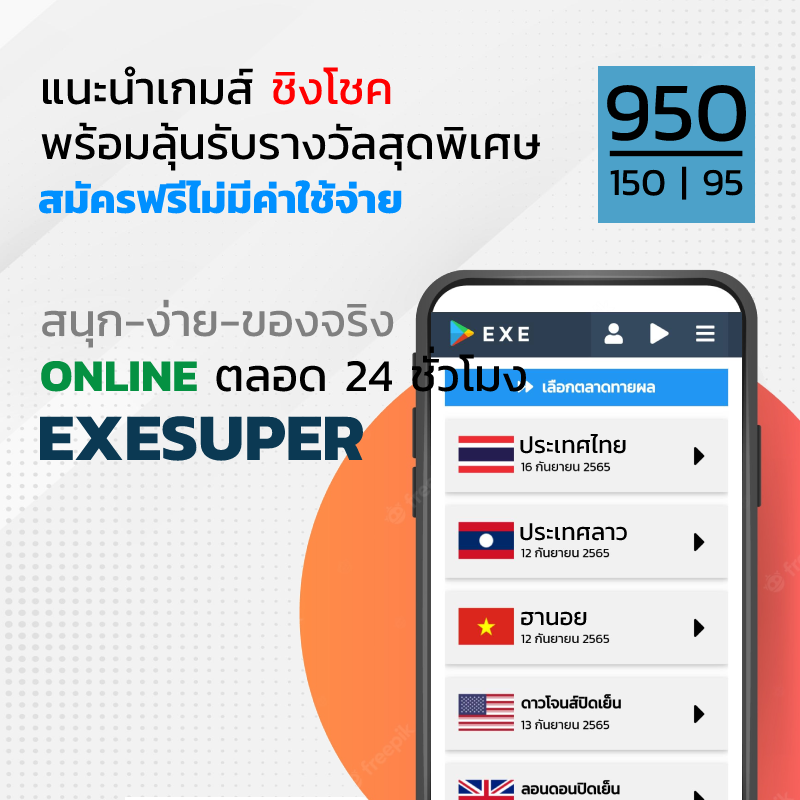 แนะนำเกมส์ ชิงโชค
พร้อมลุ้นรับรางวัลสุดพิเศษ
สมัครฟรีไม่มีค่าใช้จ่าย
950
150 | 95
สนุก-ง่าย-ของจริง
ONLINE ตลอด 24 ชั่วโมง
EXESUPER
EXE
เลือกตลาดทายผล
ประเทศไทย
16 กันยายน 2565
ประเทศลาว
12 กันยายน 2565
ฮานอย
12 กันยายน 2565
ดาวโจนส์ปิดเย็น
13 กันยายน 2565
ลอนดอนปิดเย็น
freepik